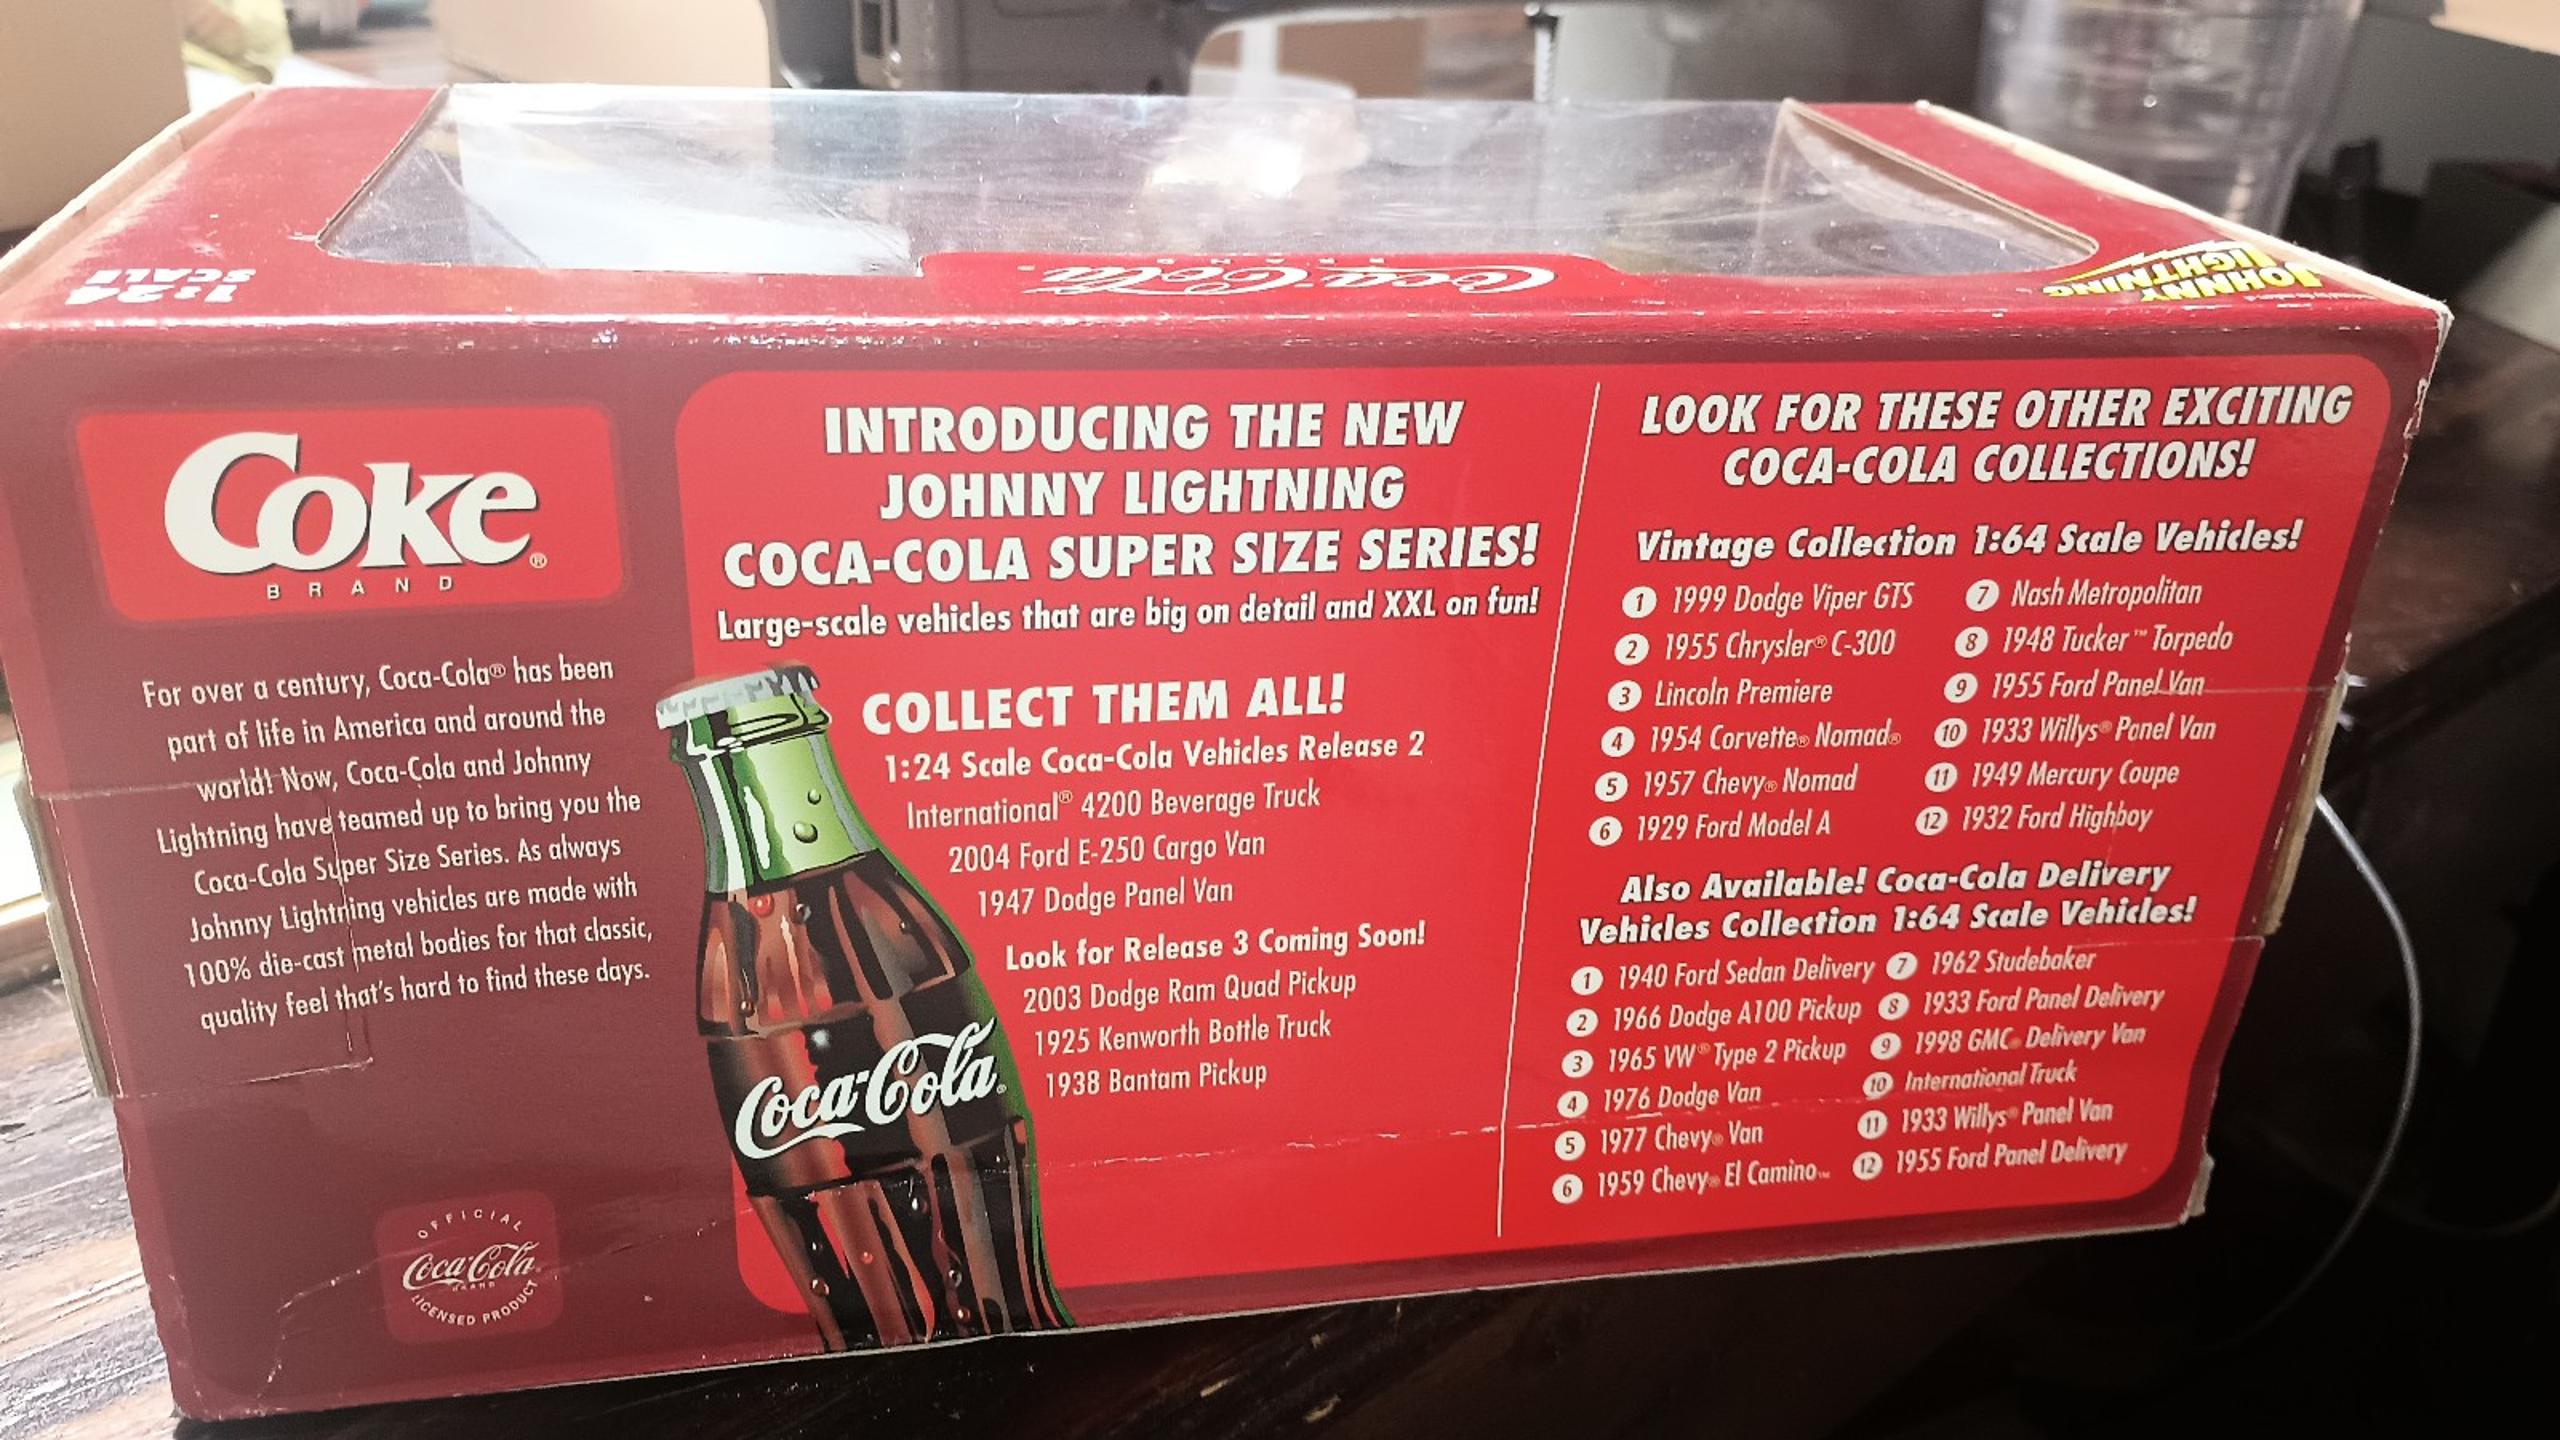 1:24
SCALE
Coca-Cola
BRAND
JOHNNY
LIGHTNING
Coke®
BRAND
For over a century, Coca-Cola® has been
part of life in America and around the
world! Now, Coca-Cola and Johnny
Lightning have teamed up to bring you the
Coca-Cola Super Size Series. As always
Johnny Lightning vehicles are made with
100% die-cast metal bodies for that classic,
quality feel that's hard to find these days.
OFFICIAL
Coca-Cola
BRAND
LICENSED PRODUCT
INTRODUCING THE NEW
JOHNNY LIGHTNING
COCA-COLA SUPER SIZE SERIES!
Large-scale vehicles that are big on detail and XXL on fun!
COLLECT THEM ALL!
1:24 Scale Coca-Cola Vehicles Release 2
International® 4200 Beverage Truck
2004 Ford E-250 Cargo Van
1947 Dodge Panel Van
Look for Release 3 Coming Soon!
2003 Dodge Ram Quad Pickup
1925 Kenworth Bottle Truck
1938 Bantam Pickup
Coca-Cola
LOOK FOR THESE OTHER EXCITING
COCA-COLA COLLECTIONS!
Vintage Collection 1:64 Scale Vehicles!
1 1999 Dodge Viper GTS
2 1955 Chrysler® C-300
3 Lincoln Premiere
4 1954 Corvette® Nomad®
5 1957 Chevy® Nomad
6 1929 Ford Model A
7 Nash Metropolitan
8 1948 Tucker™ Torpedo
9 1955 Ford Panel Van
10 1933 Willys® Panel Van
11 1949 Mercury Coupe
12 1932 Ford Highboy
Also Available! Coca-Cola Delivery
Vehicles Collection 1:64 Scale Vehicles!
1 1940 Ford Sedan Delivery
2 1966 Dodge A100 Pickup
3 1965 VW® Type 2 Pickup
4 1976 Dodge Van
5 1977 Chevy® Van
6 1959 Chevy® El Camino™
7 1962 Studebaker
8 1933 Ford Panel Delivery
9 1998 GMC® Delivery Van
10 International Truck
11 1933 Willys® Panel Van
12 1955 Ford Panel Delivery